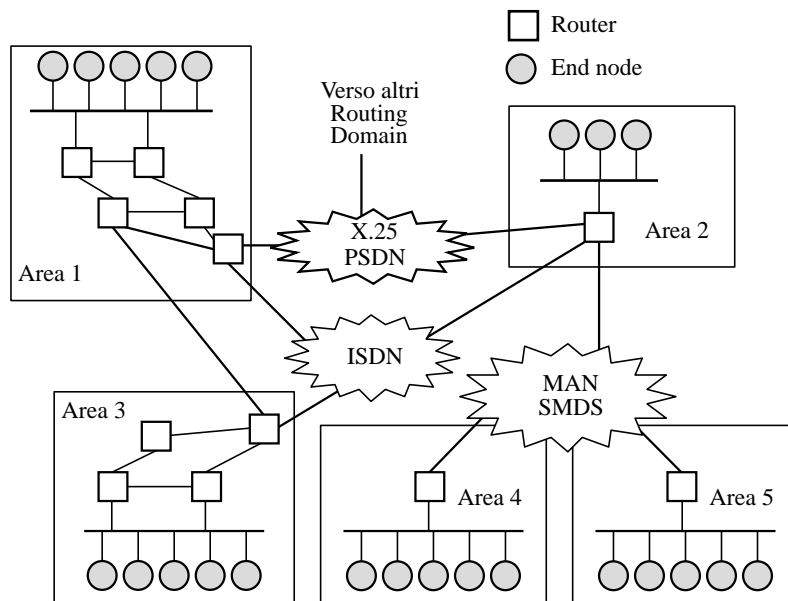 Router
End node
Verso altri
Routing
Domain
X.25
PSDN
Area 2
Area 1
ISDN
MAN
SMDS
Area 3
Area 4
Area 5